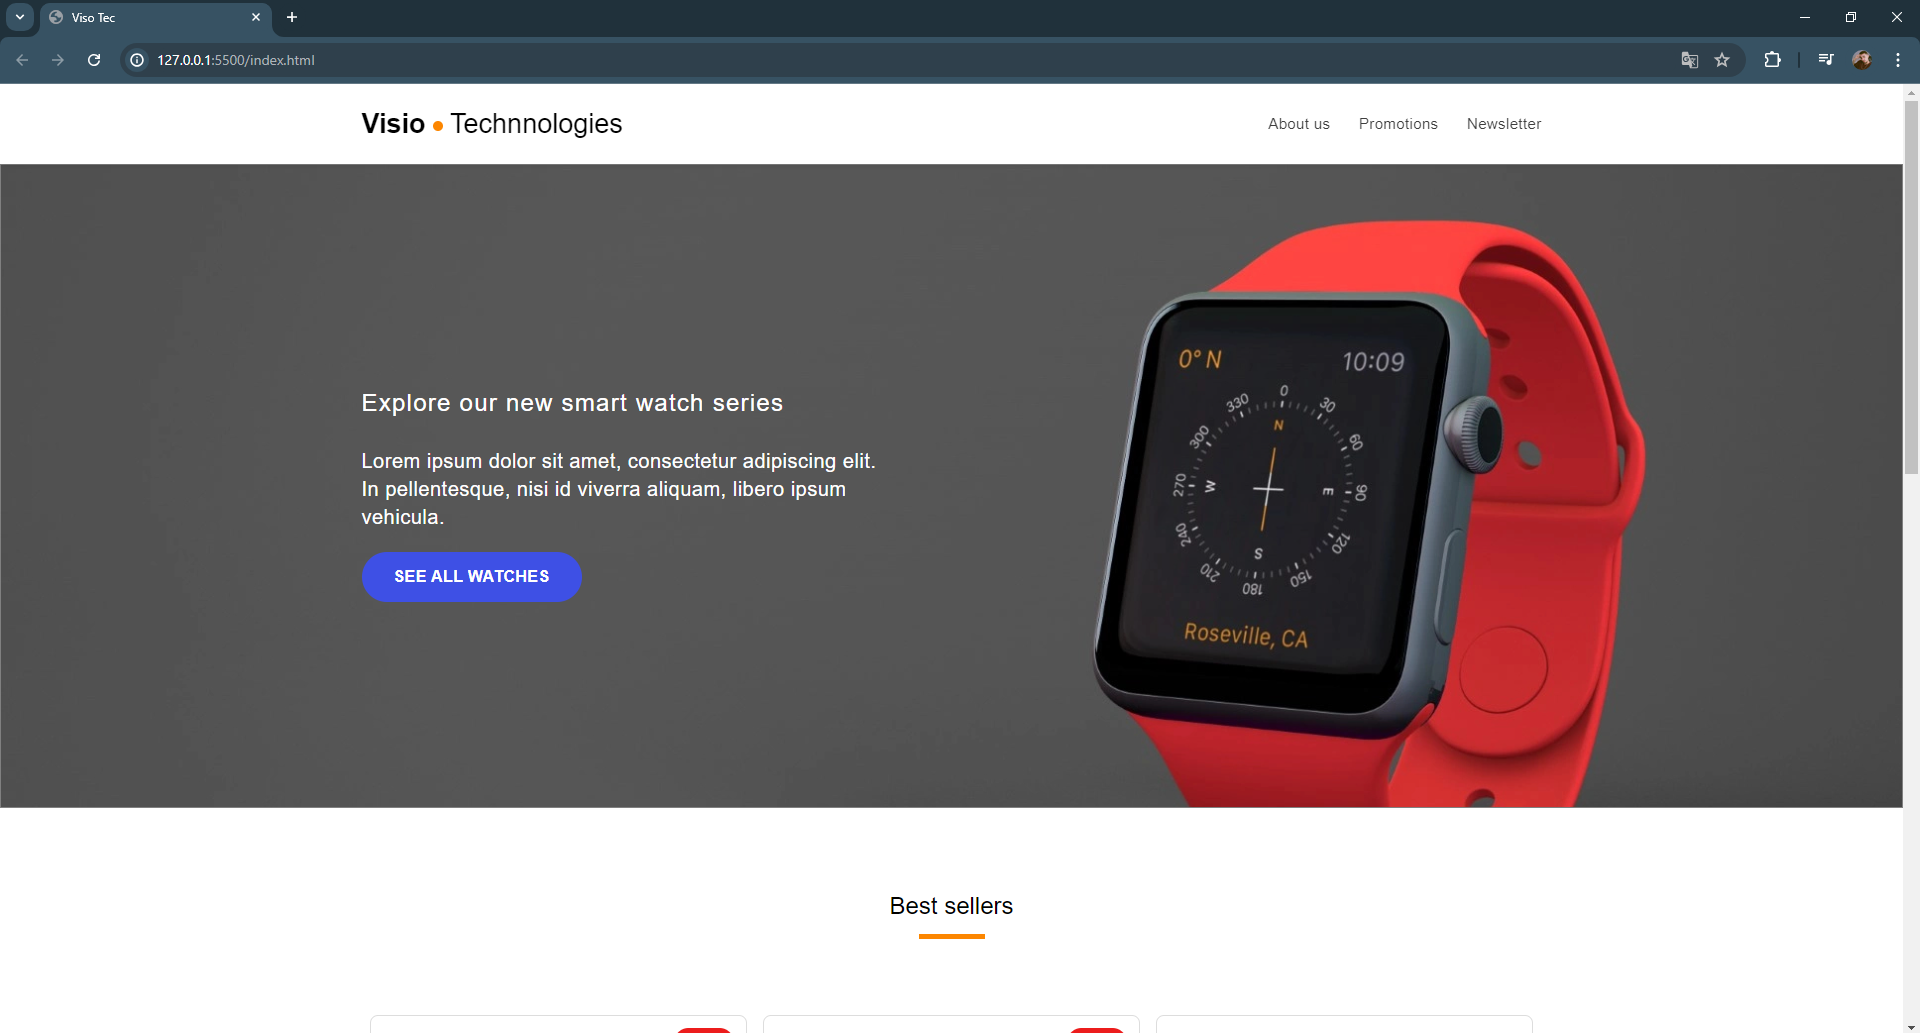 Viso Tec
127.0.0.1:5500/index.html
Visio • Technnologies
About us Promotions Newsletter
0° N 10:09
0
30
60
90
120
150
180
210
240
270
300
330
N
E
S
W
Roseville, CA
Explore our new smart watch series
Lorem ipsum dolor sit amet, consectetur adipiscing elit.
In pellentesque, nisi id viverra aliquam, libero ipsum
vehicula.
SEE ALL WATCHES
Best sellers